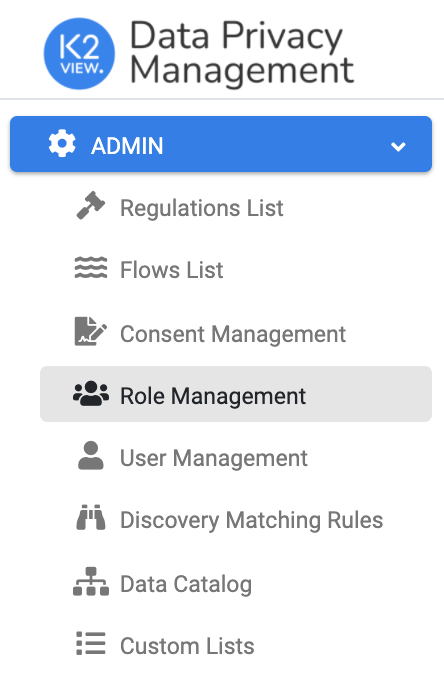 K2
VIEW.
Data Privacy
Management
ADMIN
Regulations List
Flows List
Consent Management
Role Management
User Management
Discovery Matching Rules
Data Catalog
Custom Lists